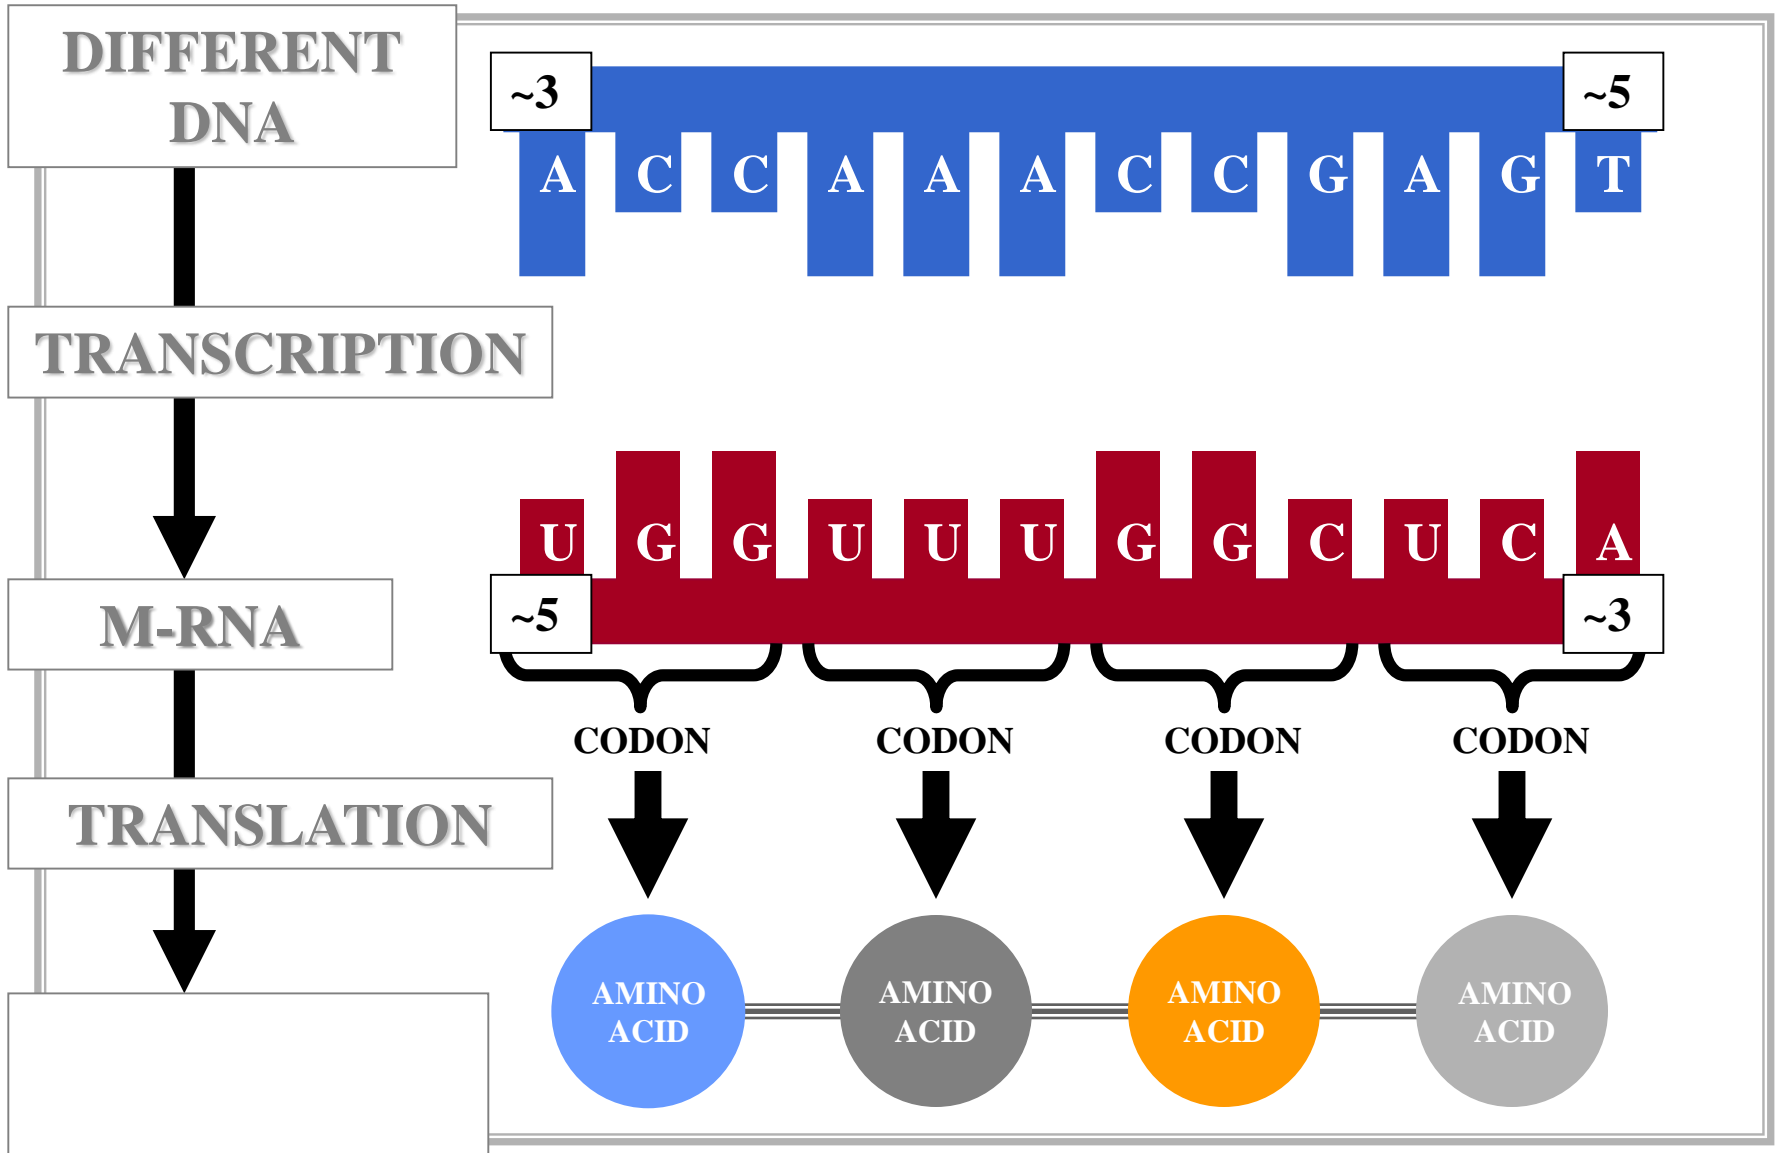 DIFFERENT
DNA
~3
~5
A C C A A A C C G A G T
TRANSCRIPTION
U G G U U U G G C U C A
M-RNA
~5
~3
CODON CODON CODON CODON
TRANSLATION
AMINO AMINO AMINO AMINO
ACID ACID ACID ACID